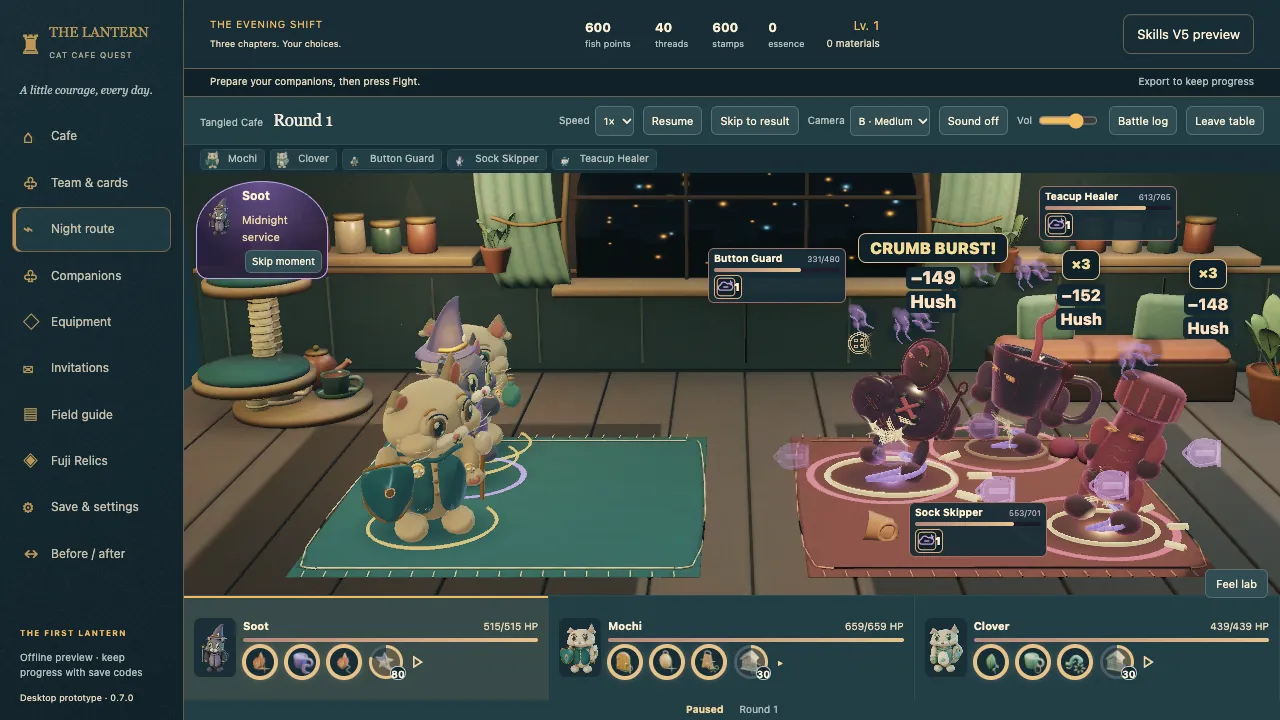 THE LANTERN
CAT CAFE QUEST
A little courage, every day.
Cafe
Team & cards
Night route
Companions
Equipment
Invitations
Field guide
Fuji Relics
Save & settings
Before / after
THE FIRST LANTERN
Offline preview · keep
progress with save codes
Desktop prototype · 0.7.0
THE EVENING SHIFT
Three chapters. Your choices.
600
fish points
40
threads
600
stamps
0
essence
Lv. 1
0 materials
Skills V5 preview
Prepare your companions, then press Fight.
Export to keep progress
Tangled Cafe
Round 1
Speed
1x
Resume
Skip to result
Camera
B · Medium
Sound off
Vol
Battle log
Leave table
Mochi
Clover
Button Guard
Sock Skipper
Teacup Healer
Soot
Midnight
service
Skip moment
Teacup Healer 613/765
1
Button Guard 331/480
1
CRUMB BURST!
−149
Hush
×3
−152
Hush
×3
−148
Hush
Sock Skipper 553/701
1
Feel lab
Soot 515/515 HP
80
Mochi 659/659 HP
30
Clover 439/439 HP
30
Paused Round 1